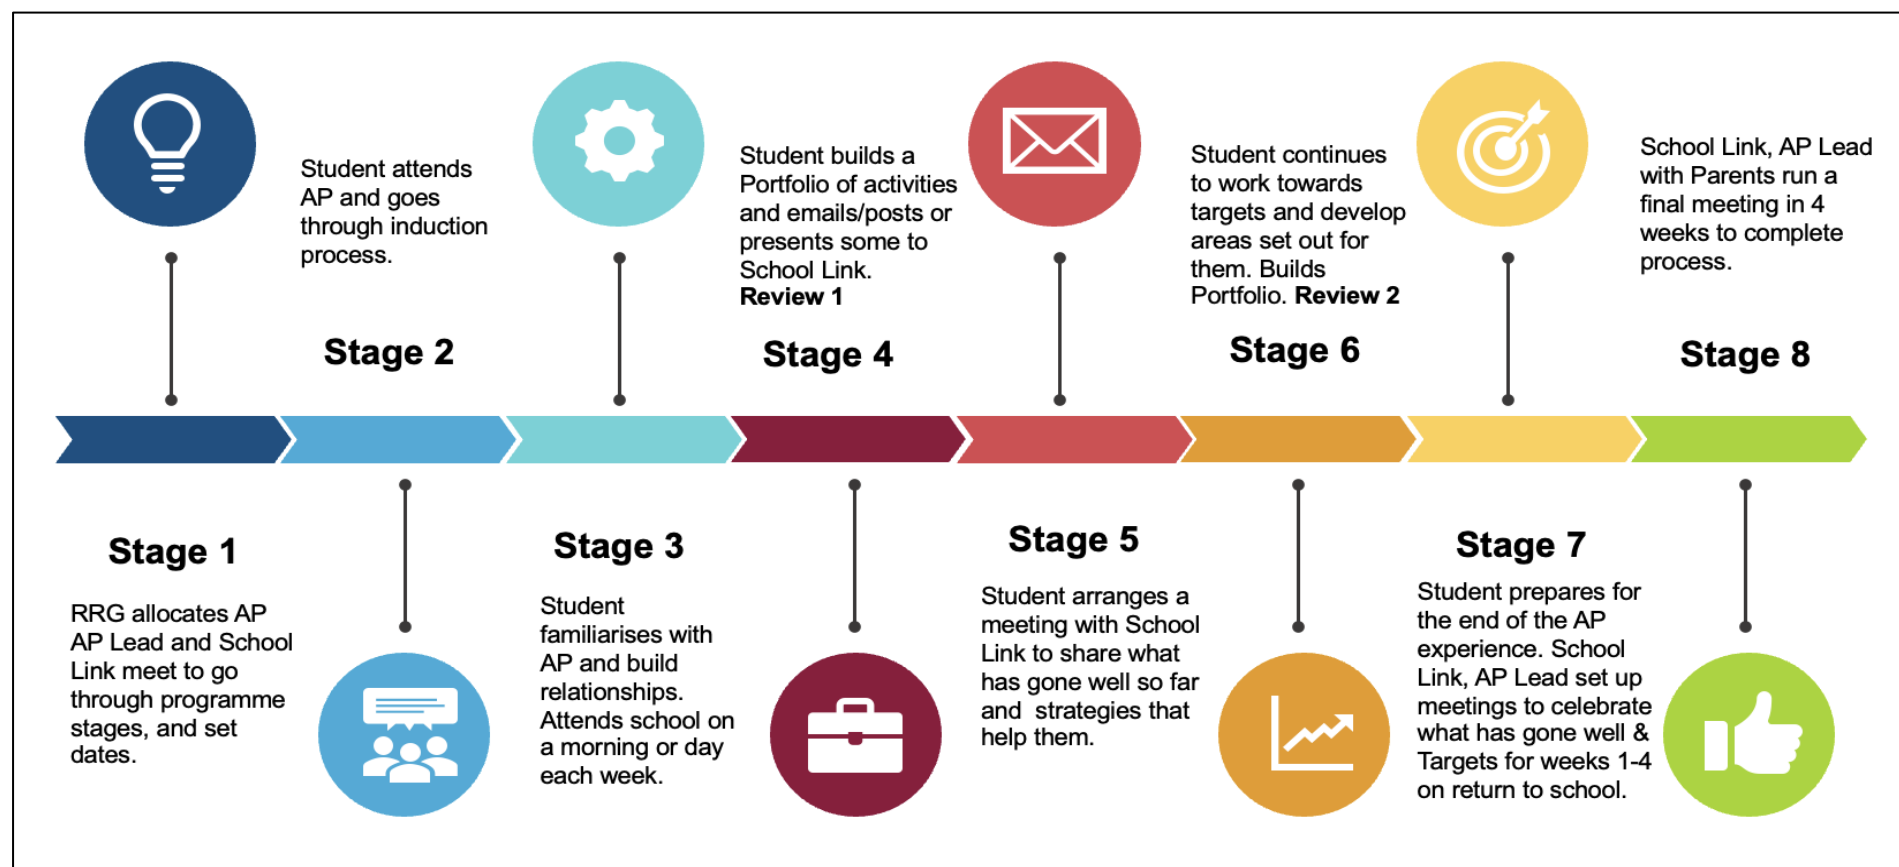 Stage 1
RRG allocates AP
AP Lead and School
Link meet to go
through programme
stages, and set
dates.
Student attends
AP and goes
through induction
process.
Stage 2
Stage 3
Student
familiarises with
AP and build
relationships.
Attends school on
a morning or day
each week.
Student builds a
Portfolio of activities
and emails/posts or
presents some to
School Link.
Review 1
Stage 4
Stage 5
Student arranges a
meeting with School
Link to share what
has gone well so far
and strategies that
help them.
Student continues
to work towards
targets and develop
areas set out for
them. Builds
Portfolio. Review 2
Stage 6
Stage 7
Student prepares for
the end of the AP
experience. School
Link, AP Lead set up
meetings to celebrate
what has gone well &
Targets for weeks 1-4
on return to school.
School Link, AP Lead
with Parents run a
final meeting in 4
weeks to complete
process.
Stage 8